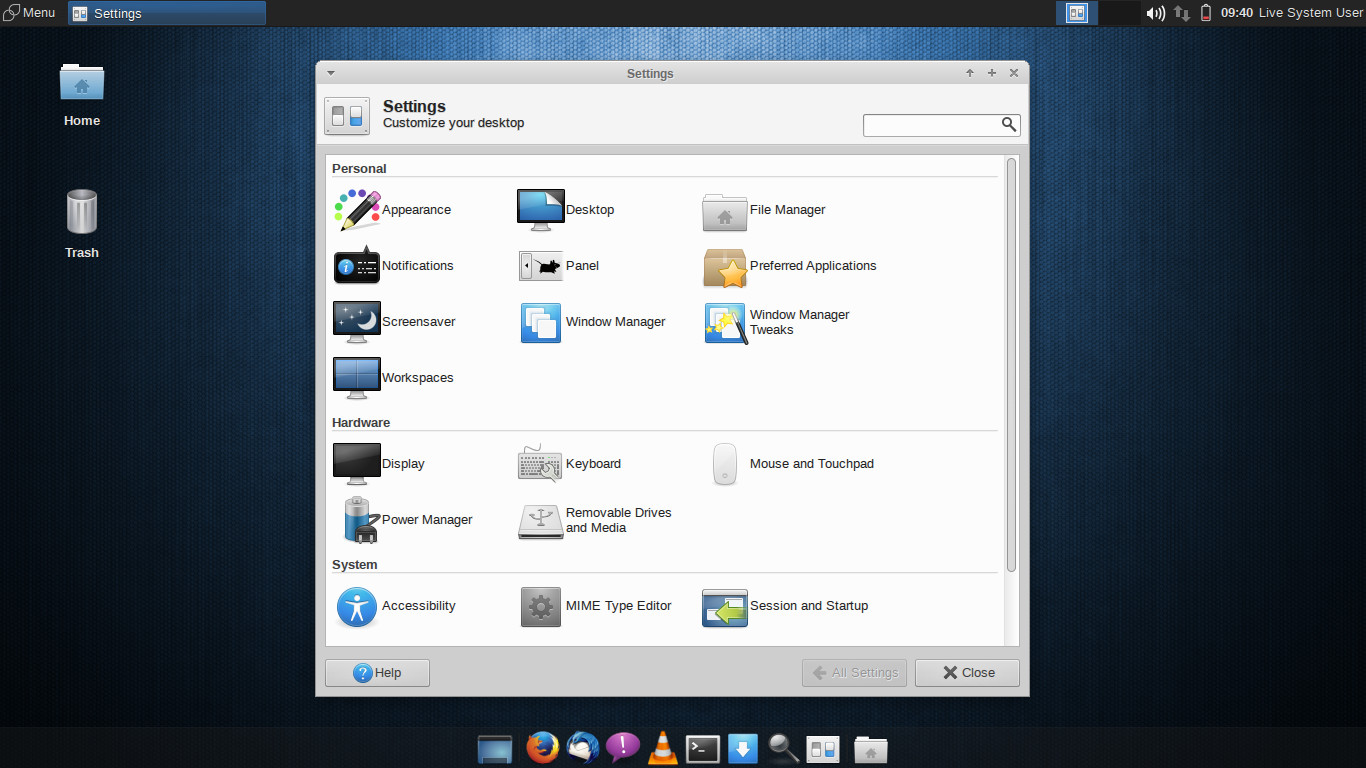 Menu
Settings
09:40 Live System User
Home
Trash
Settings
Settings
Customize your desktop
Personal
Appearance
Desktop
File Manager
Notifications
Panel
Preferred Applications
Screensaver
Window Manager
Window Manager
Tweaks
Workspaces
Hardware
Display
Keyboard
Mouse and Touchpad
Power Manager
Removable Drives
and Media
System
Accessibility
MIME Type Editor
Session and Startup
Help
All Settings
Close